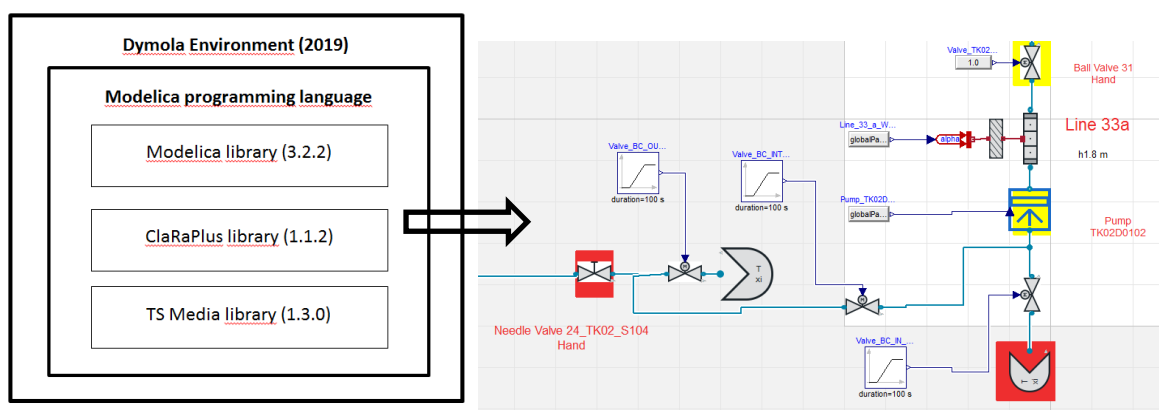 Dymola Environment (2019)
Modelica programming language
Modelica library (3.2.2)
ClaRaPlus library (1.1.2)
TS Media library (1.3.0)
Valve_TK02...
1.0
Ball Valve 31
Hand
Line_33_a_W...
globalPa...
alpha
Line 33a
h1.8 m
Valve_BC_OU...
duration=100 s
Valve_BC_INT...
duration=100 s
Pump_TK02D...
globalPa...
Pump
TK02D0102
T
xi
Needle Valve 24_TK02_S104
Hand
Valve_BC_IN_...
duration=100 s
T
xi